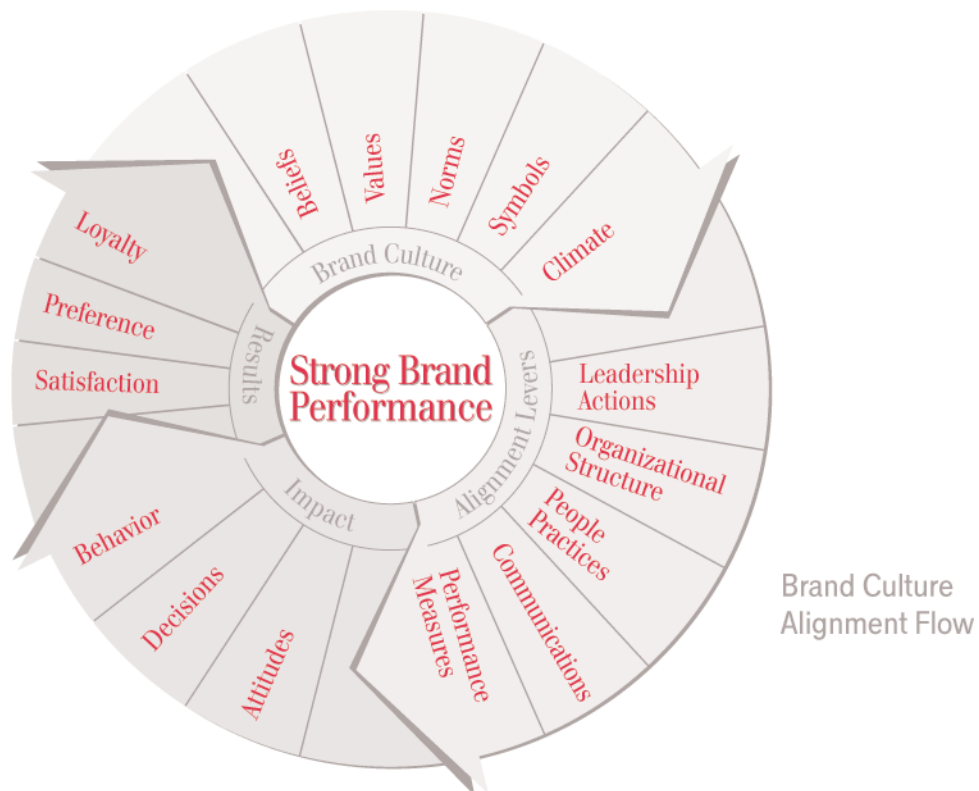 Strong Brand
Performance
Brand Culture
Beliefs
Values
Norms
Symbols
Climate
Alignment Levers
Leadership
Actions
Organizational
Structure
People
Practices
Communications
Performance
Measures
Impact
Attitudes
Decisions
Behavior
Results
Satisfaction
Preference
Loyalty
Brand Culture
Alignment Flow